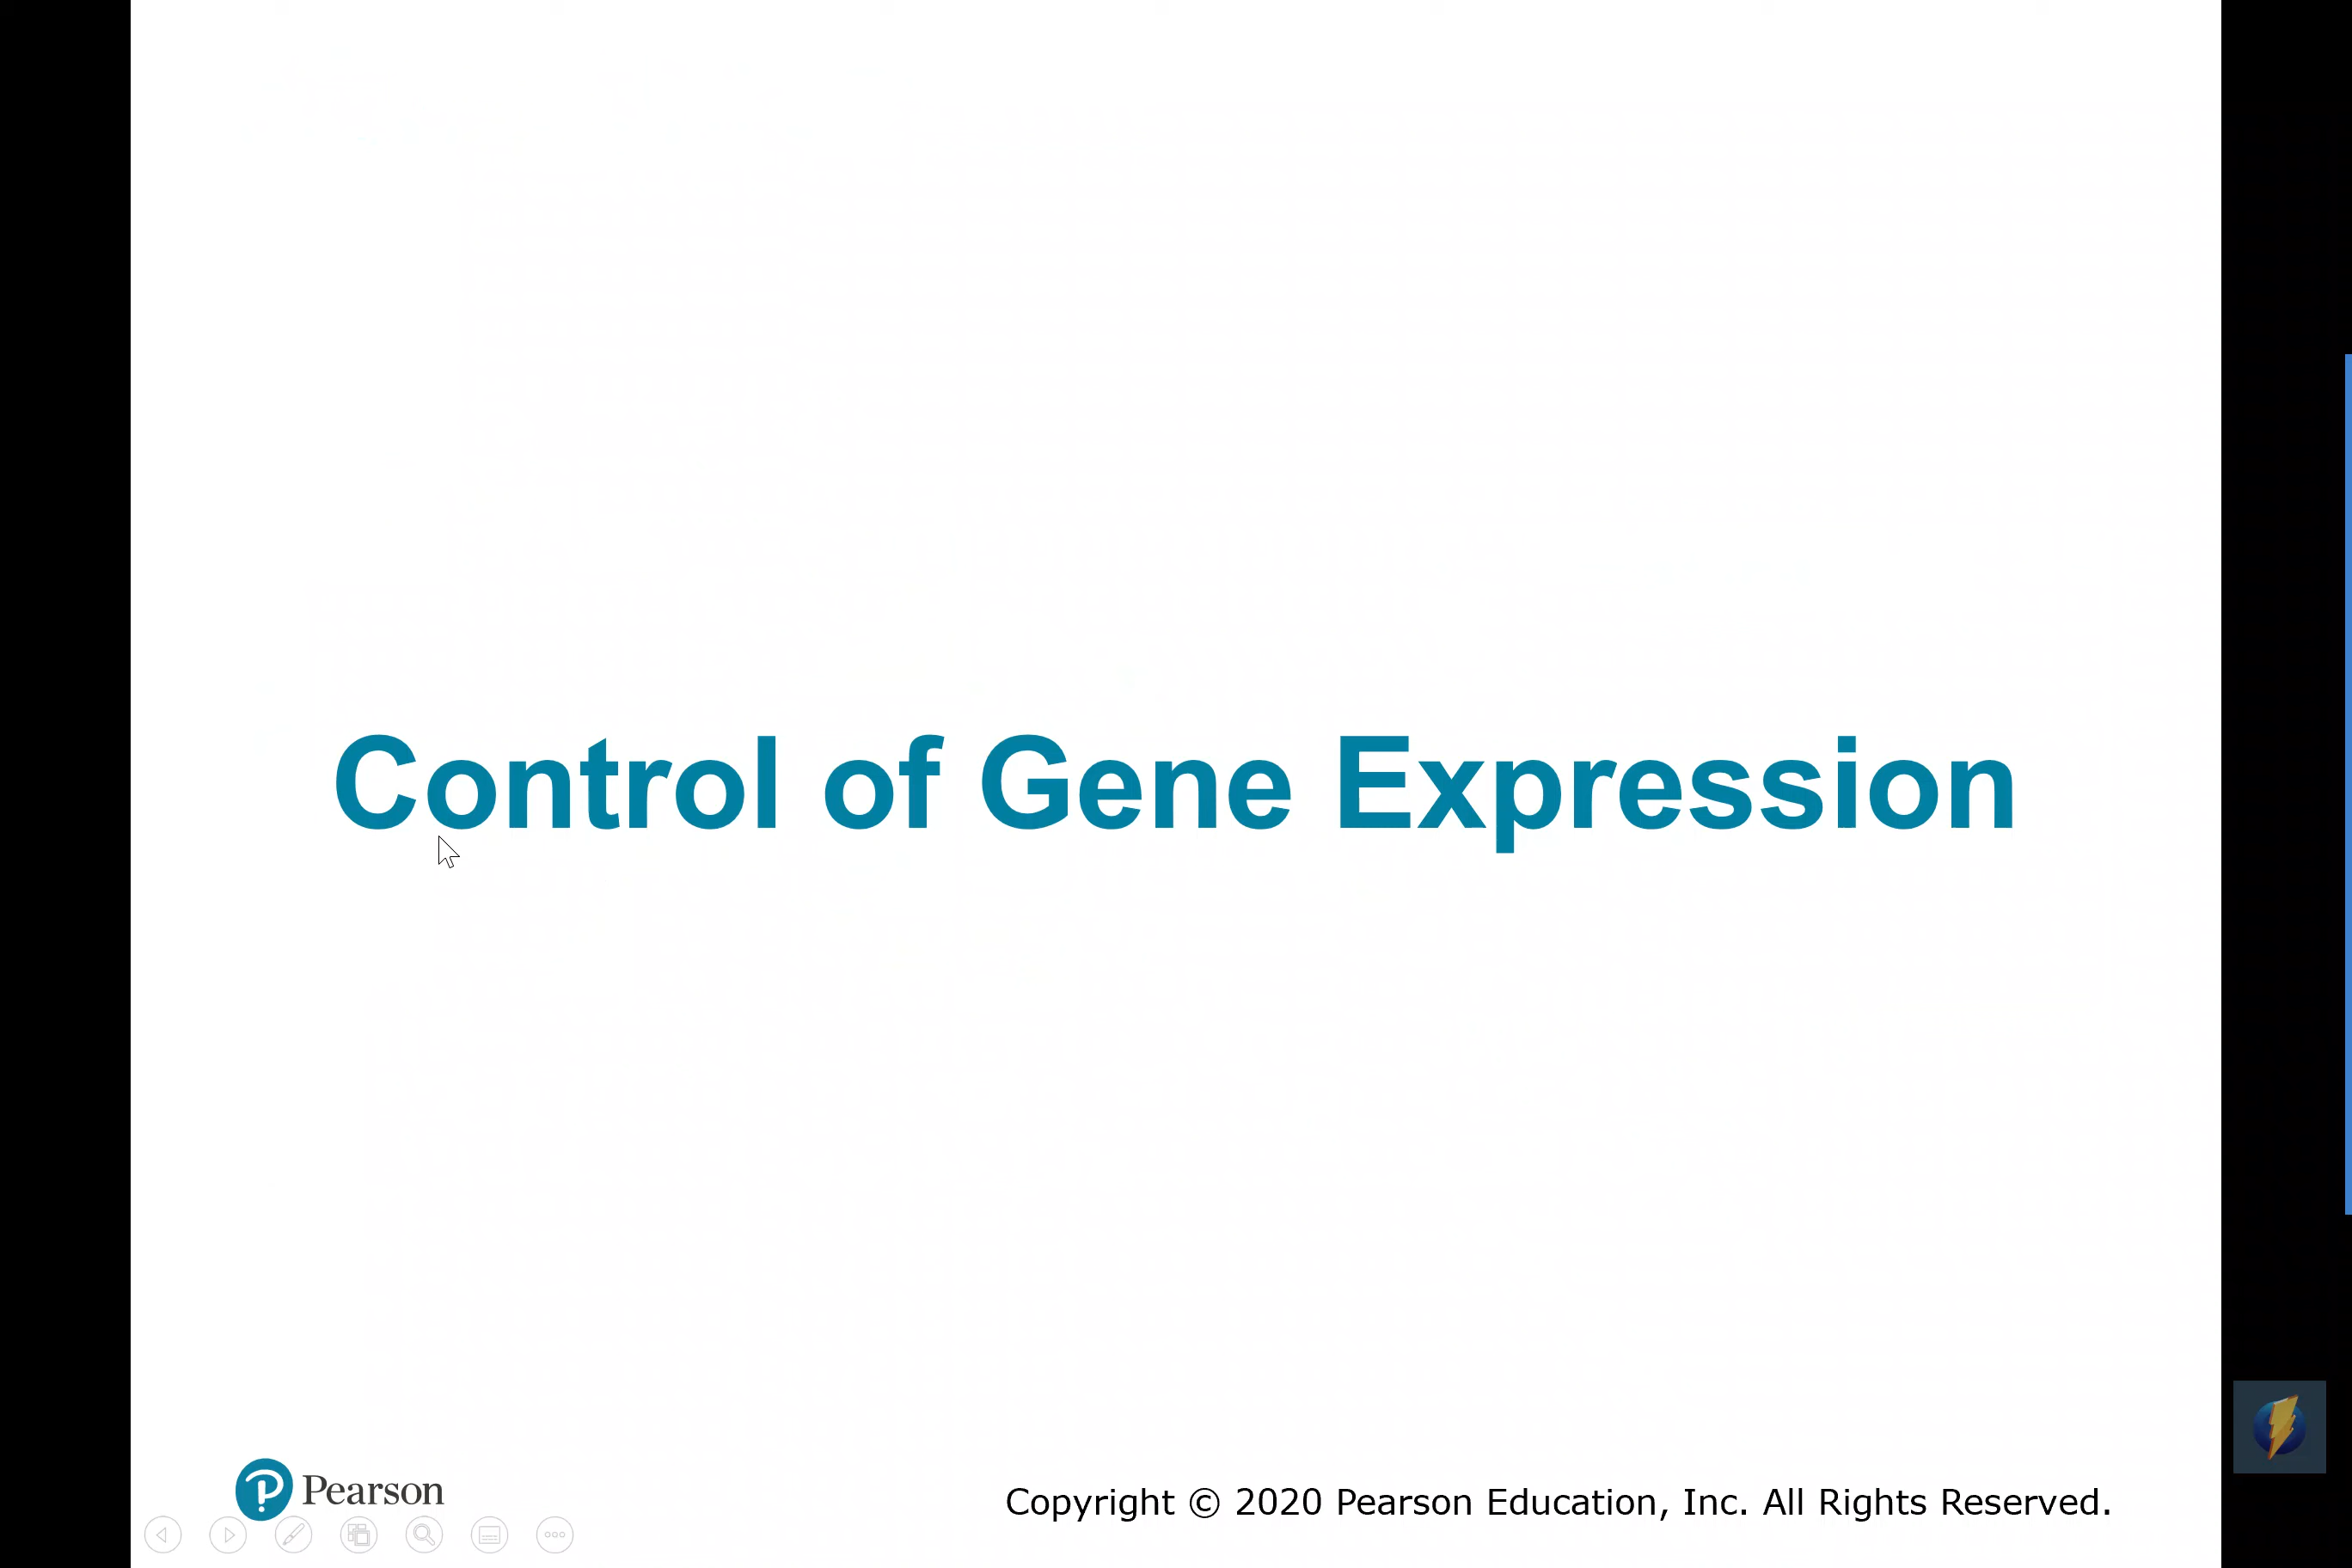 Control of Gene Expression
Pearson
Copyright © 2020 Pearson Education, Inc. All Rights Reserved.